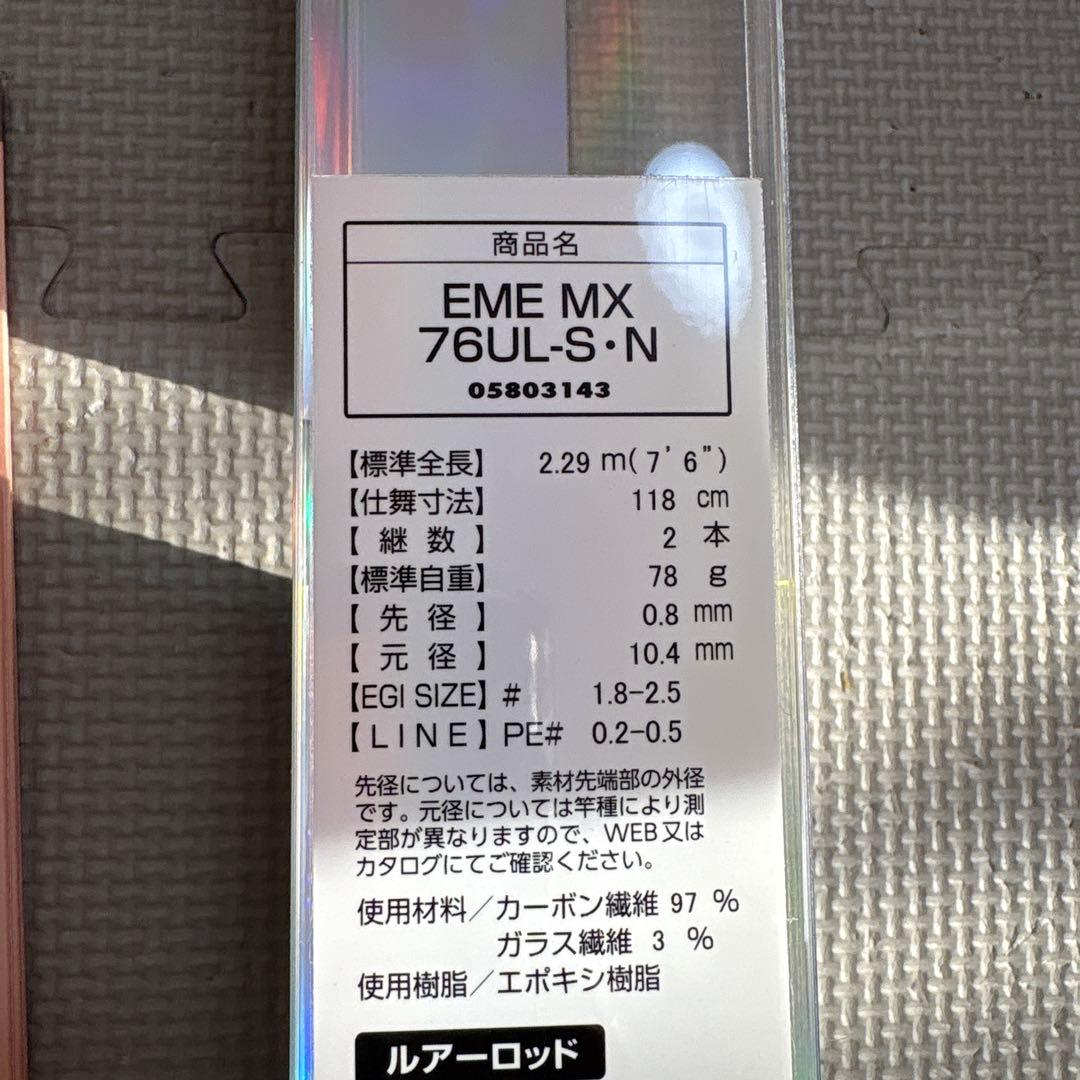 商品名
EME MX
76UL-S・N
05803143
【標準全長】 2.29 m(7'6")
【仕舞寸法】 118 cm
【 継 数 】 2 本
【標準自重】 78 g
【 先 径 】 0.8 mm
【 元 径 】 10.4 mm
【EGI SIZE】# 1.8-2.5
【 LINE 】PE# 0.2-0.5
先径については、素材先端部の外径
です。元径については竿種により測
定部が異なりますので、WEB又は
カタログにてご確認ください。
使用材料／カーボン繊維 97 %
ガラス繊維 3 %
使用樹脂／エポキシ樹脂
ルアーロッド